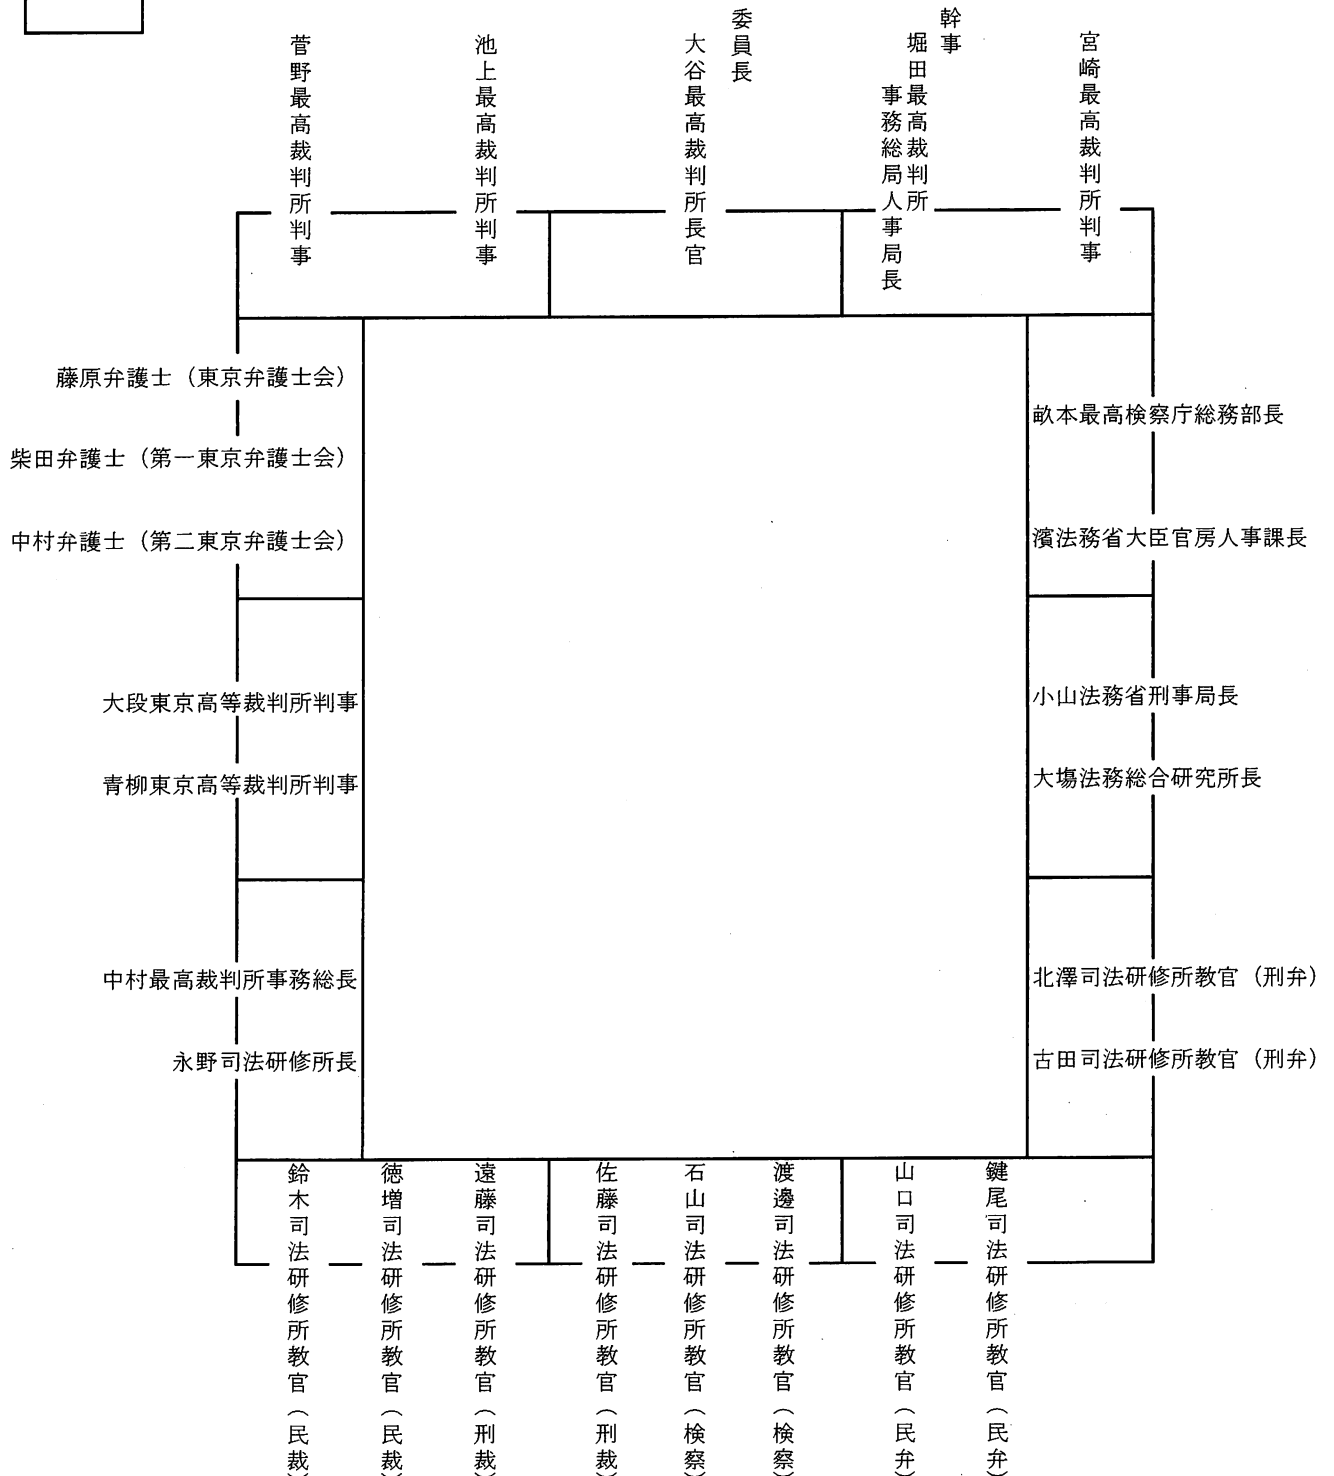 幹事
委員長
宮崎最高裁判所判事
堀田最高裁判所
事務総局人事局長
大谷最高裁判所長官
池上最高裁判所判事
菅野最高裁判所判事
藤原弁護士（東京弁護士会）
柴田弁護士（第一東京弁護士会）
中村弁護士（第二東京弁護士会）
大段東京高等裁判所判事
青柳東京高等裁判所判事
中村最高裁判所事務総長
永野司法研修所長
畝本最高検察庁総務部長
濱法務省大臣官房人事課長
小山法務省刑事局長
大塲法務総合研究所長
北澤司法研修所教官（刑弁）
古田司法研修所教官（刑弁）
鍵尾司法研修所教官（民弁）
山口司法研修所教官（民弁）
渡邊司法研修所教官（検察）
石山司法研修所教官（検察）
佐藤司法研修所教官（刑裁）
遠藤司法研修所教官（刑裁）
徳増司法研修所教官（民裁）
鈴木司法研修所教官（民裁）